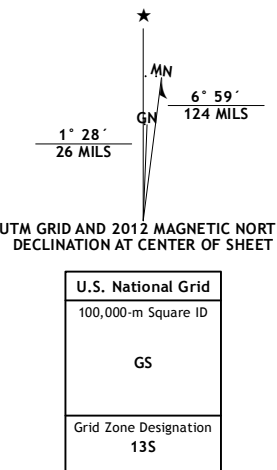 ★
MN
GN
6° 59´
124 MILS
1° 28´
26 MILS
UTM GRID AND 2012 MAGNETIC NORT
DECLINATION AT CENTER OF SHEET
U.S. National Grid
100,000-m Square ID
GS
Grid Zone Designation
13S